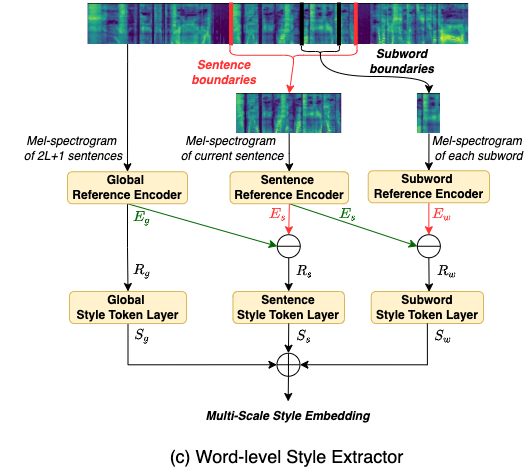 Sentence
boundaries
Subword
boundaries
Mel-spectrogram
of 2L+1 sentences
Mel-spectrogram
of current sentence
Mel-spectrogram
of each subword
Global
Reference Encoder
Sentence
Reference Encoder
Subword
Reference Encoder
E_g
E_s
E_s
E_w
R_g
R_s
R_w
Global
Style Token Layer
Sentence
Style Token Layer
Subword
Style Token Layer
S_g
S_s
S_w
Multi-Scale Style Embedding
(c) Word-level Style Extractor